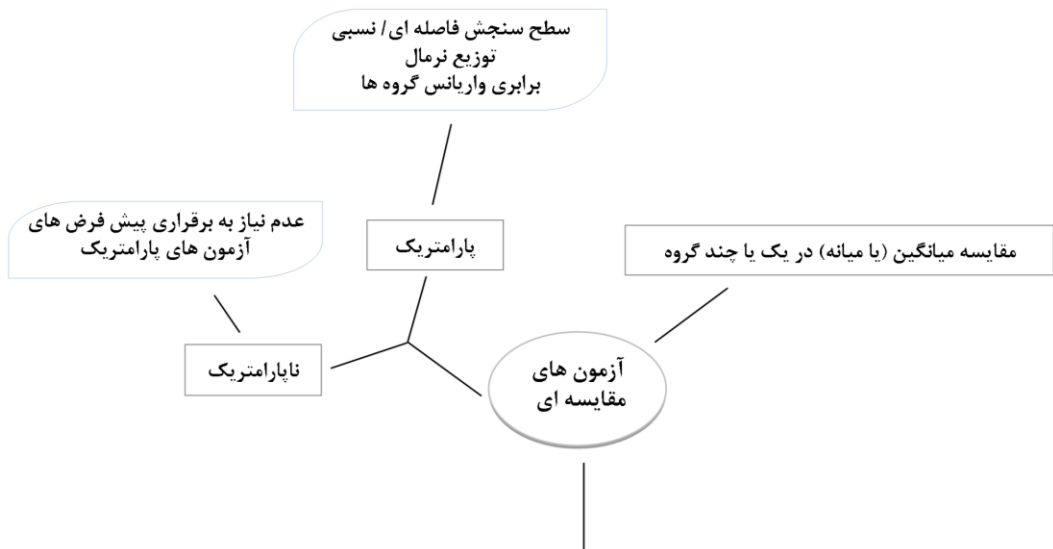 سطح سنجش فاصله ای/ نسبی
توزیع نرمال
برابری واریانس گروه ها
عدم نیاز به برقراری پیش فرض های
آزمون های پارامتریک
پارامتریک
مقایسه میانگین (یا میانه) در یک یا چند گروه
ناپارامتریک
آزمون های
مقایسه ای